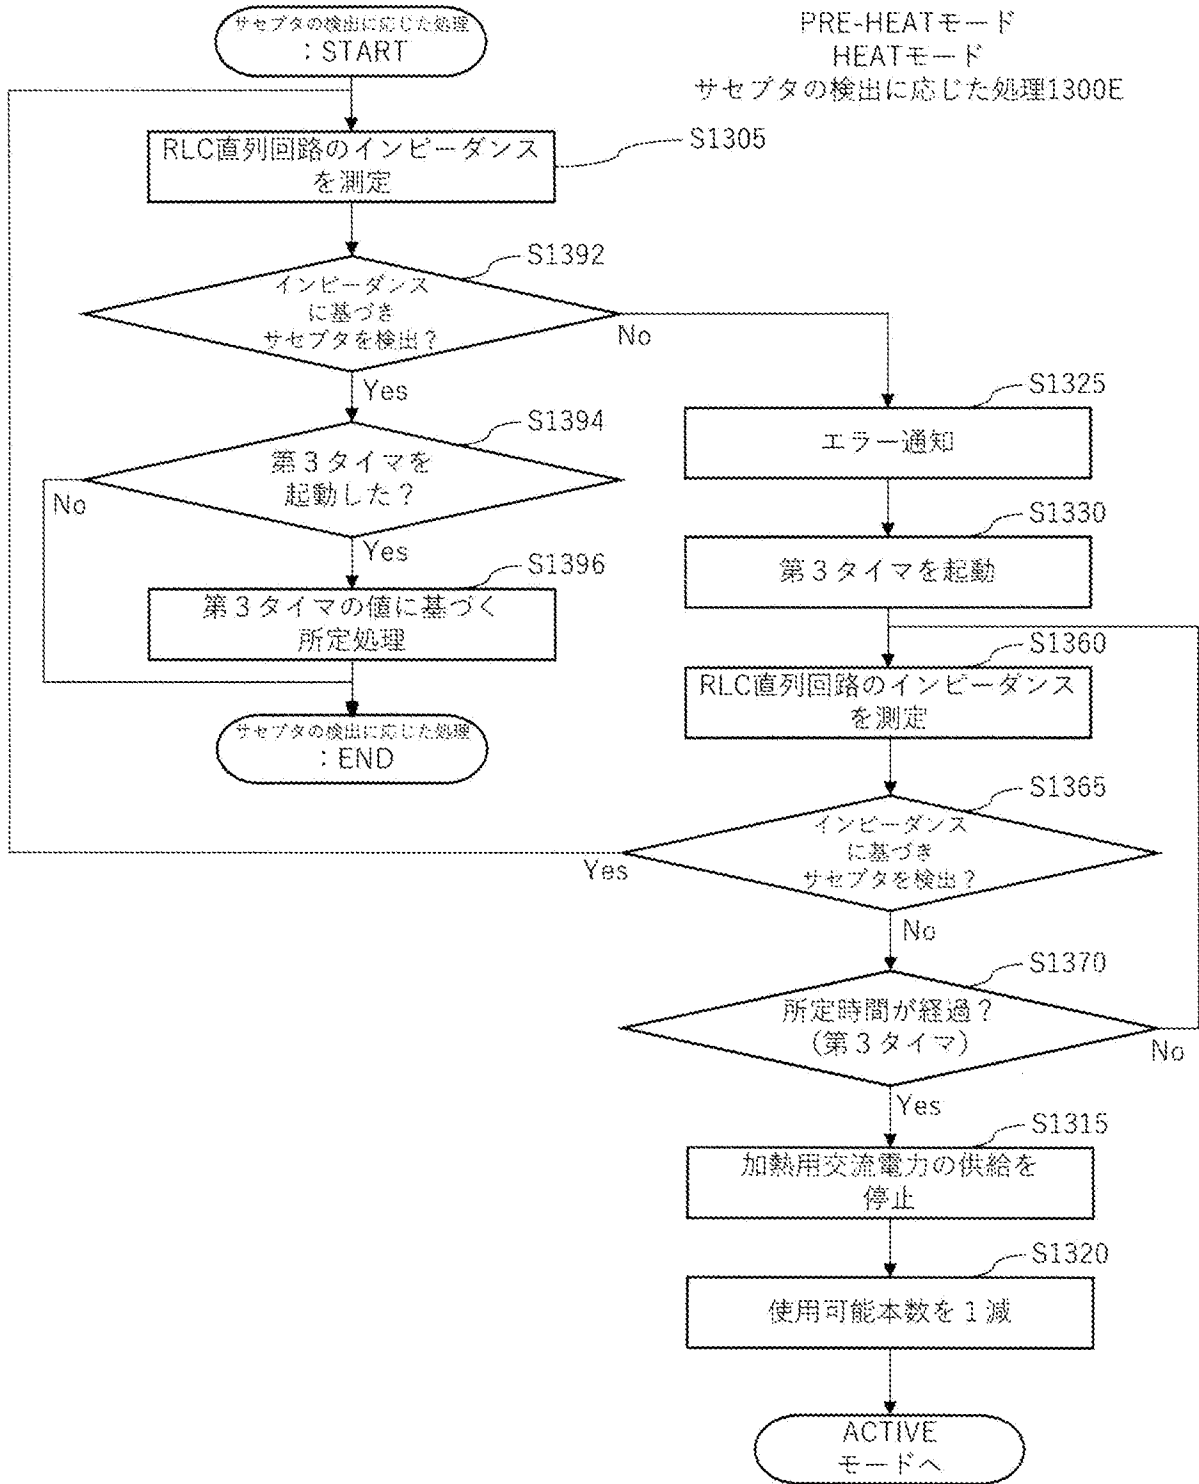 サセプタの検出に応じた処理
：START
PRE-HEATモード
HEATモード
サセプタの検出に応じた処理1300E
RLC直列回路のインピーダンス
を測定
S1305
インピーダンス
に基づき
サセプタを検出？
S1392
No
Yes
第３タイマを
起動した？
S1394
No
Yes
第３タイマの値に基づく
所定処理
S1396
サセプタの検出に応じた処理
：END
エラー通知
S1325
第３タイマを起動
S1330
RLC直列回路のインピーダンス
を測定
S1360
インピーダンス
に基づき
サセプタを検出？
S1365
Yes
No
所定時間が経過？
(第３タイマ)
S1370
No
Yes
加熱用交流電力の供給を
停止
S1315
使用可能本数を１減
S1320
ACTIVE
モードへ